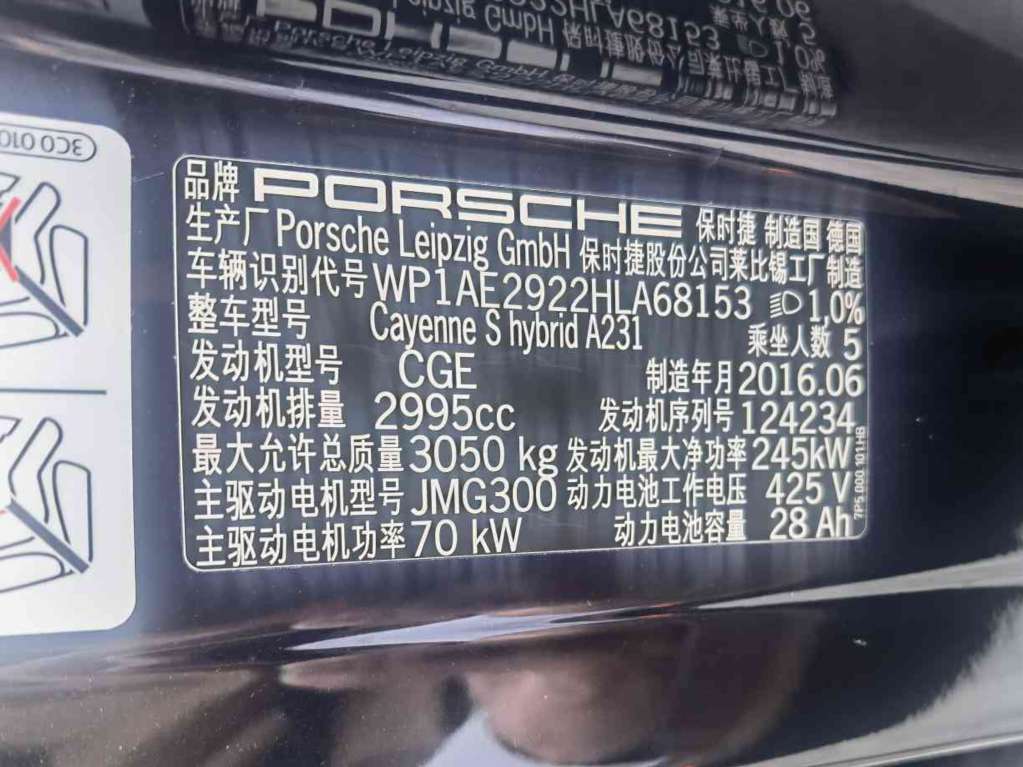 品牌 PORSCHE 保时捷 制造国 德国
生产厂 Porsche Leipzig GmbH 保时捷股份公司莱比锡工厂制造
车辆识别代号 WP1AE2922HLA68153 1,0%
整车型号 Cayenne S hybrid A231 乘坐人数 5
发动机型号 CGE 制造年月 2016.06
发动机排量 2995cc 发动机序列号 124234
最大允许总质量 3050 kg 发动机最大净功率 245kW
主驱动电机型号 JMG300 动力电池工作电压 425 V
主驱动电机功率 70 kW 动力电池容量 28 Ah
7P5.000.101.HB
3C0 010